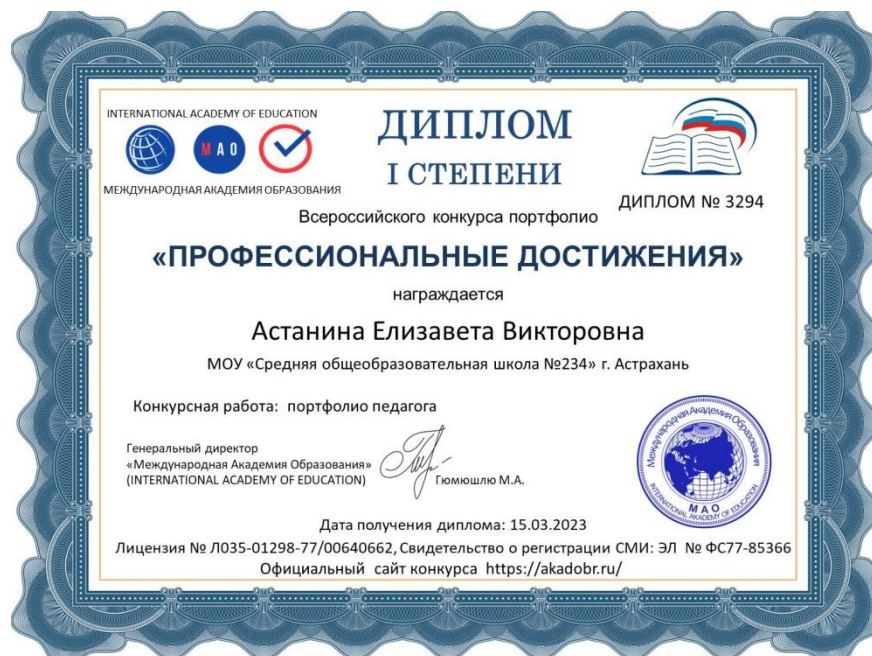 INTERNATIONAL ACADEMY OF EDUCATION
М А О
МЕЖДУНАРОДНАЯ АКАДЕМИЯ ОБРАЗОВАНИЯ
ДИПЛОМ
I СТЕПЕНИ
ДИПЛОМ № 3294
Всероссийского конкурса портфолио
«ПРОФЕССИОНАЛЬНЫЕ ДОСТИЖЕНИЯ»
награждается
Астанина Елизавета Викторовна
МОУ «Средняя общеобразовательная школа №234» г. Астрахань
Конкурсная работа: портфолио педагога
Генеральный директор
«Международная Академия Образования»
(INTERNATIONAL ACADEMY OF EDUCATION)
Гюмюшлю М.А.
Международная Академия Образования
М А О
INTERNATIONAL ACADEMY OF EDUCATION
Дата получения диплома: 15.03.2023
Лицензия № Л035-01298-77/00640662, Свидетельство о регистрации СМИ: ЭЛ № ФС77-85366
Официальный сайт конкурса https://akadobr.ru/